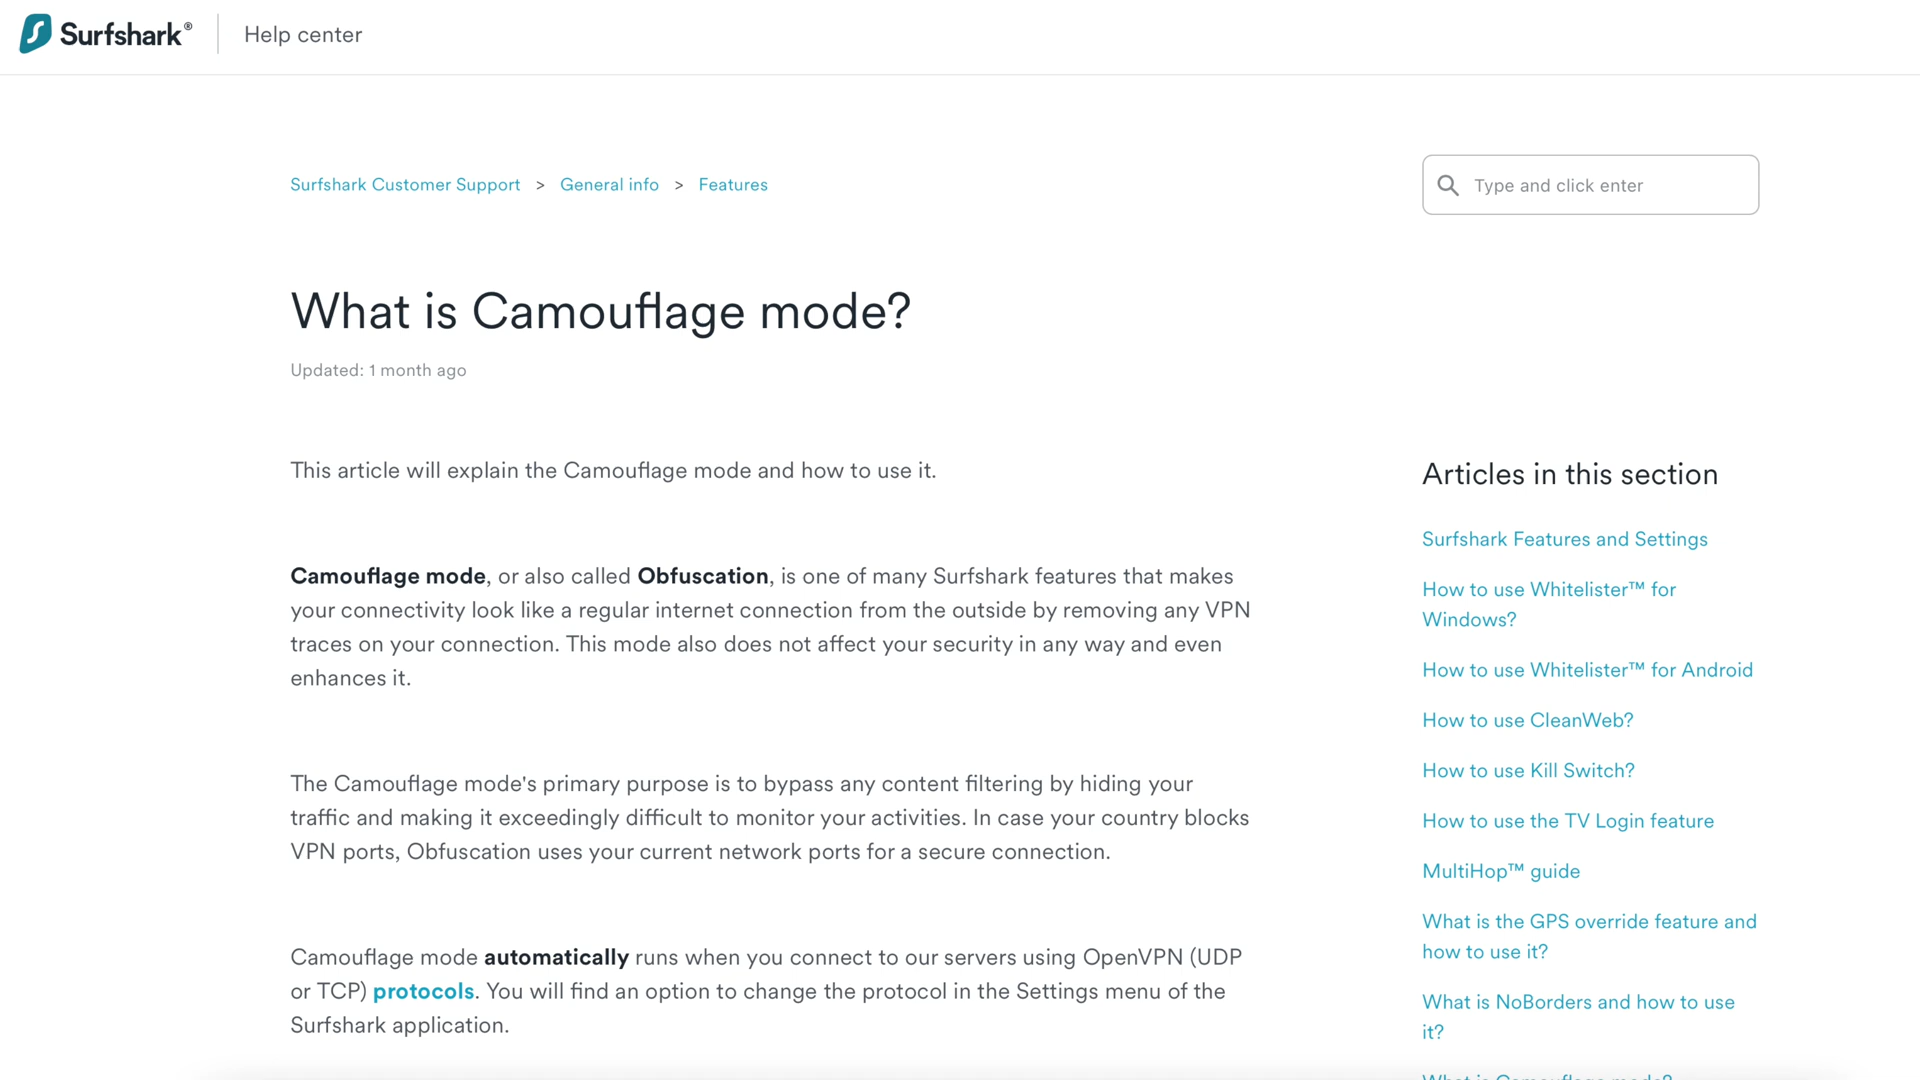 Surfshark® Help center
Surfshark Customer Support > General info > Features
Type and click enter
What is Camouflage mode?
Updated: 1 month ago
This article will explain the Camouflage mode and how to use it.
Camouflage mode, or also called Obfuscation, is one of many Surfshark features that makes
your connectivity look like a regular internet connection from the outside by removing any VPN
traces on your connection. This mode also does not affect your security in any way and even
enhances it.
The Camouflage mode's primary purpose is to bypass any content filtering by hiding your
traffic and making it exceedingly difficult to monitor your activities. In case your country blocks
VPN ports, Obfuscation uses your current network ports for a secure connection.
Camouflage mode automatically runs when you connect to our servers using OpenVPN (UDP
or TCP) protocols. You will find an option to change the protocol in the Settings menu of the
Surfshark application.
Articles in this section
Surfshark Features and Settings
How to use Whitelister™ for
Windows?
How to use Whitelister™ for Android
How to use CleanWeb?
How to use Kill Switch?
How to use the TV Login feature
MultiHop™ guide
What is the GPS override feature and
how to use it?
What is NoBorders and how to use
it?
What is Camouflage mode?